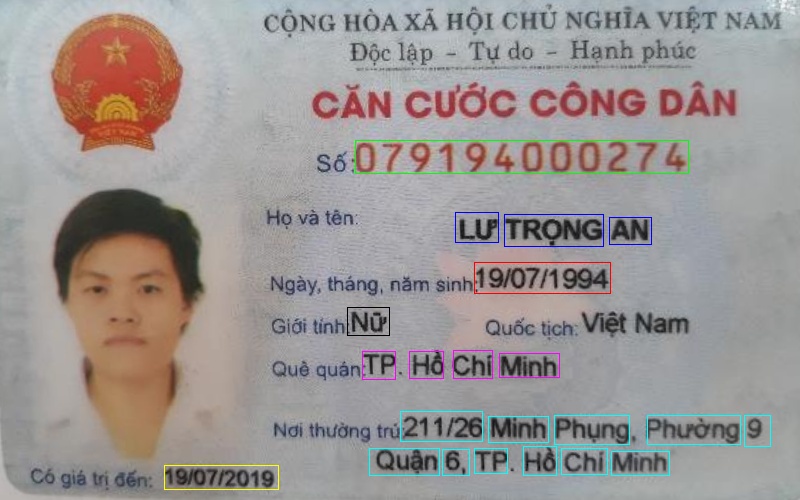 CỘNG HÒA XÃ HỘI CHỦ NGHĨA VIỆT NAM
Độc lập - Tự do - Hạnh phúc
CĂN CƯỚC CÔNG DÂN
Số: 079194000274
Họ và tên: LƯ TRỌNG AN
Ngày, tháng, năm sinh: 19/07/1994
Giới tính: Nữ Quốc tịch: Việt Nam
Quê quán: TP. Hồ Chí Minh
Nơi thường trú: 211/26 Minh Phụng, Phường 9
Quận 6, TP. Hồ Chí Minh
Có giá trị đến: 19/07/2019